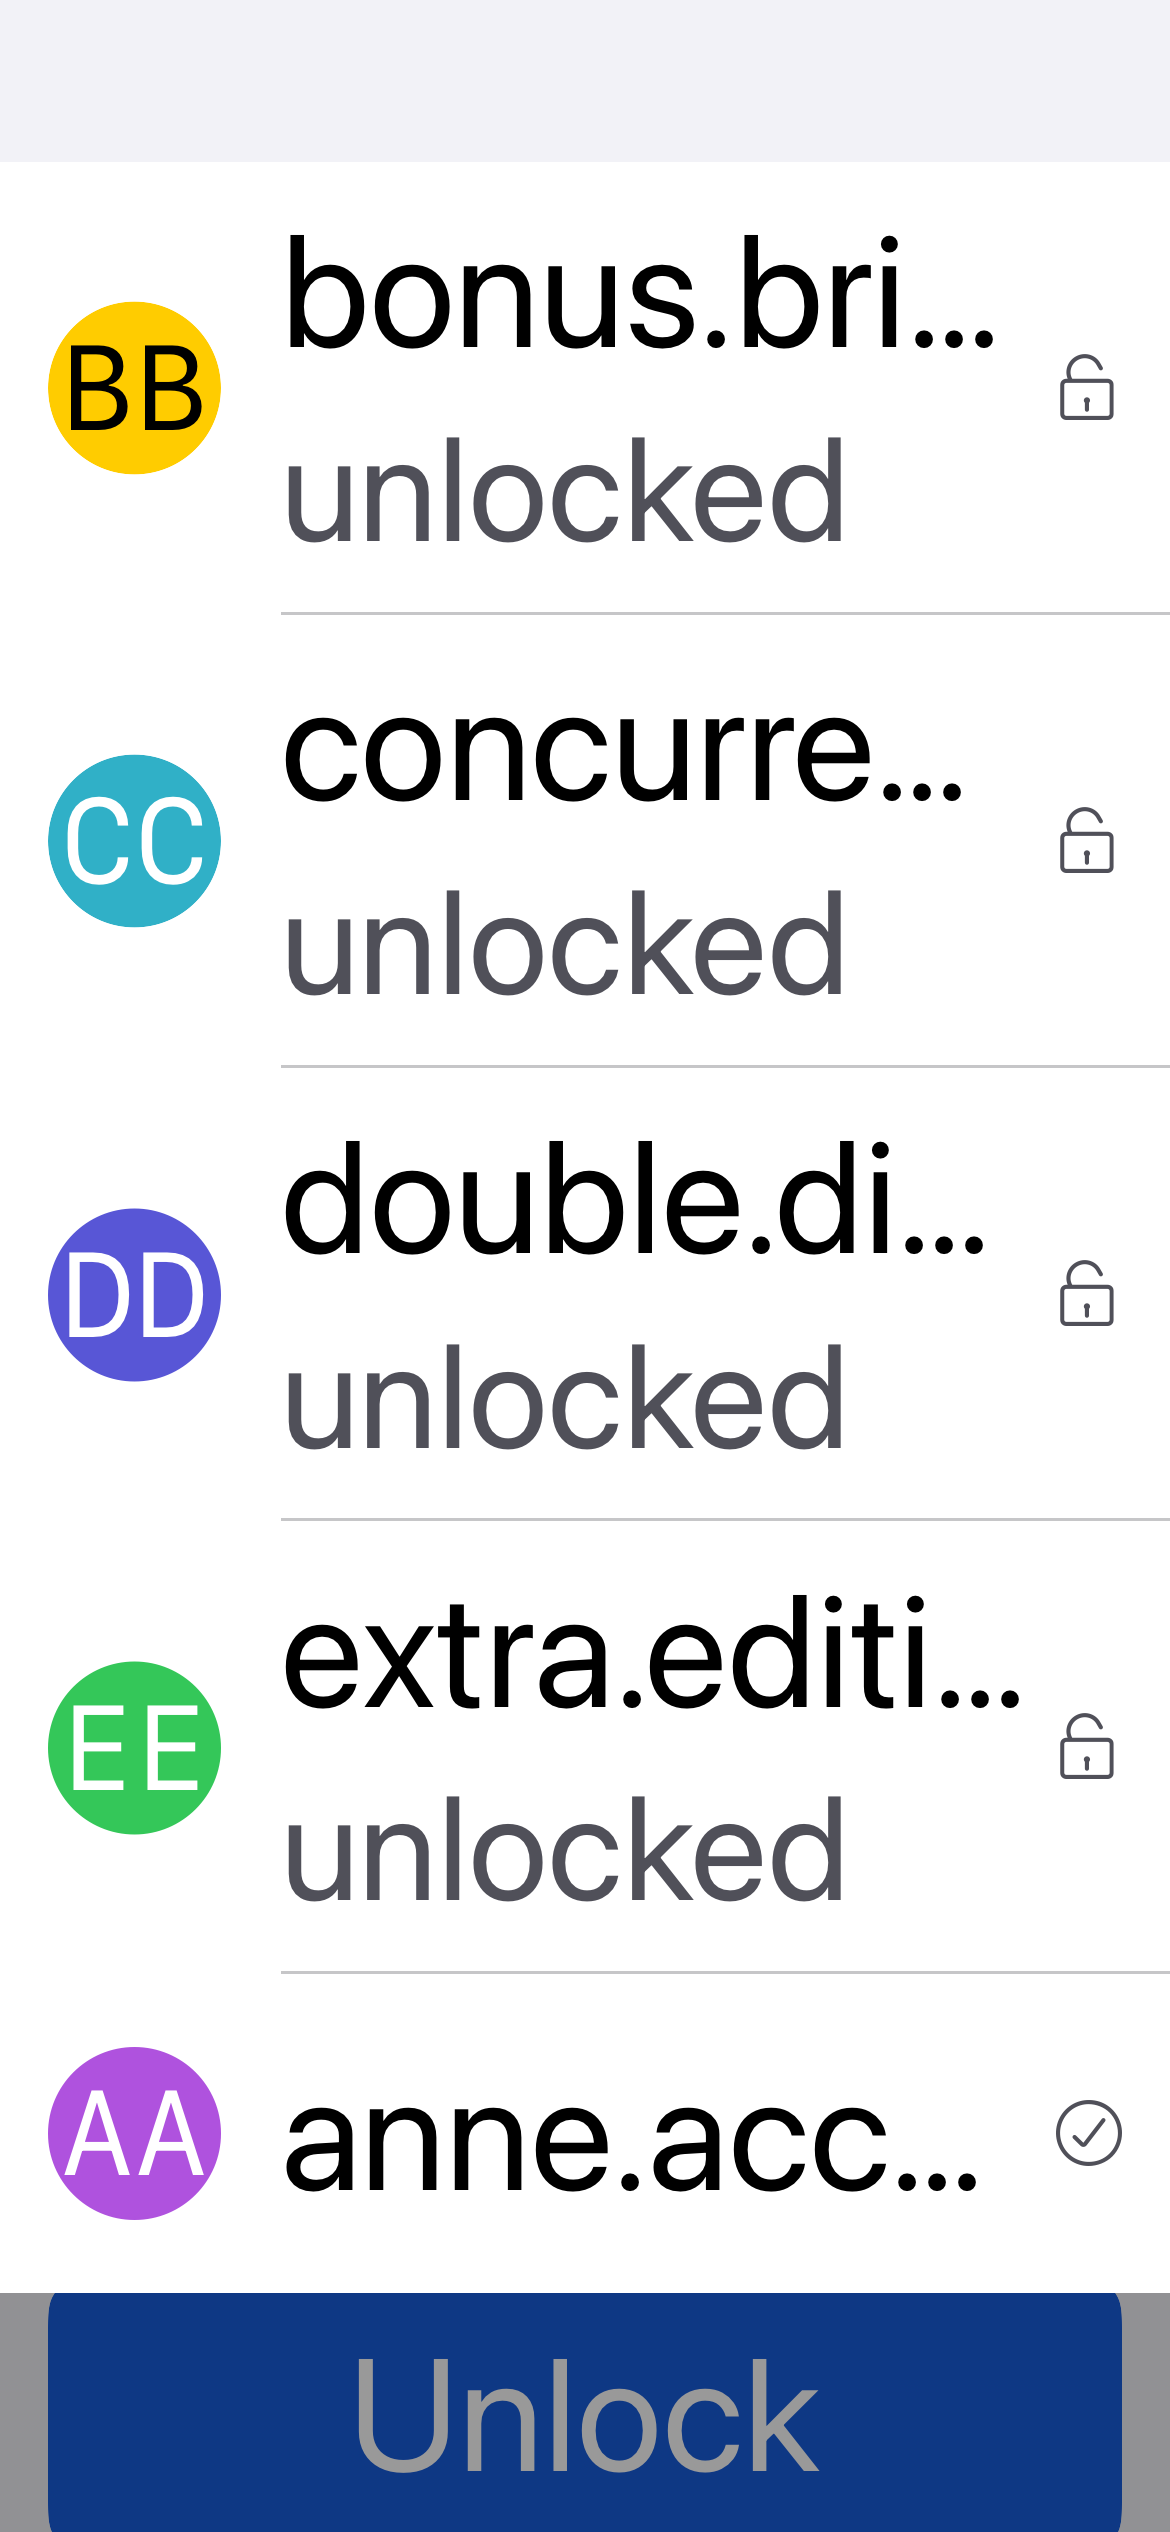 BB
bonus.bri...
unlocked
CC
concurre...
unlocked
DD
double.di...
unlocked
EE
extra.editi...
unlocked
AA
anne.acc...
Unlock